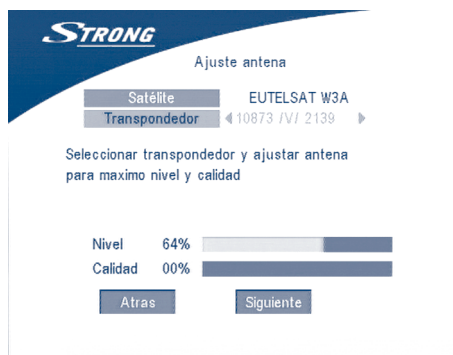 STRONG
Ajuste antena
Satélite EUTELSAT W3A
Transpondedor 10873 /V/ 2139
Seleccionar transpondedor y ajustar antena
para maximo nivel y calidad
Nivel 64%
Calidad 00%
Atras Siguiente